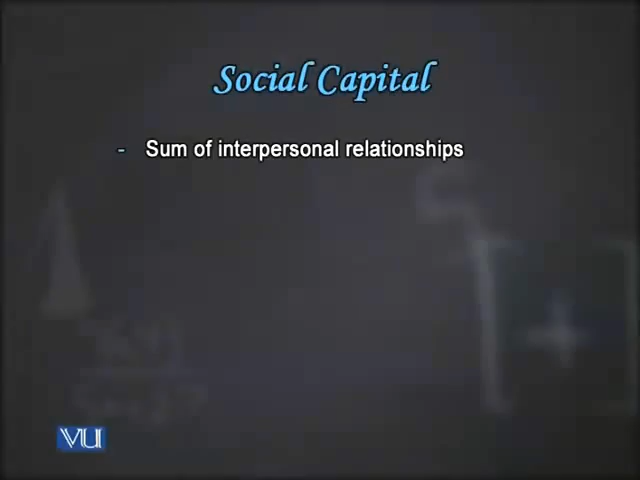 Social Capital
- Sum of interpersonal relationships
VU